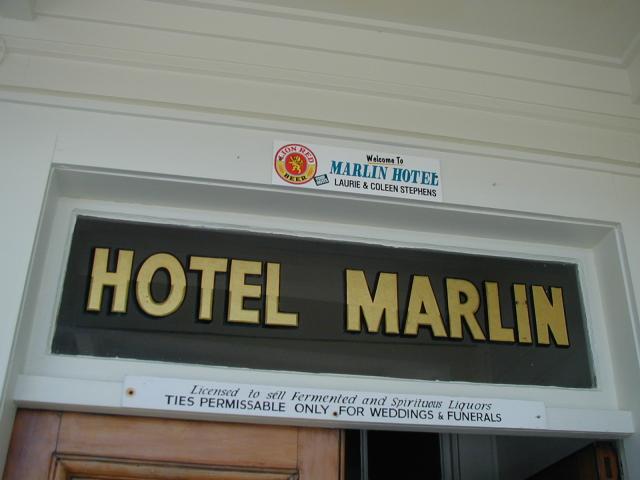 LION RED
BEER
Welcome To
MARLIN HOTEL
LAURIE & COLEEN STEPHENS
HOTEL MARLIN
Licensed to sell Fermented and Spirituous Liquors
TIES PERMISSABLE ONLY FOR WEDDINGS & FUNERALS